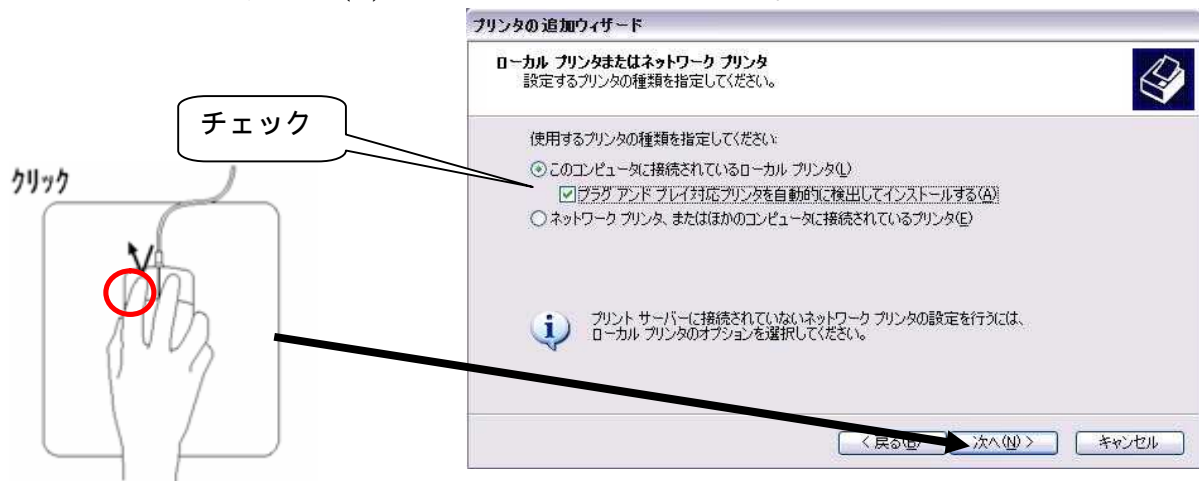 プリンタの追加ウィザード
ローカル プリンタまたはネットワーク プリンタ
設定するプリンタの種類を指定してください。
チェック
クリック
使用するプリンタの種類を指定してください:
このコンピュータに接続されているローカル プリンタ(L)
プラグ アンド プレイ対応プリンタを自動的に検出してインストールする(A)
ネットワーク プリンタ、またはほかのコンピュータに接続されているプリンタ(E)
プリント サーバーに接続されていないネットワーク プリンタの設定を行うには、
ローカル プリンタのオプションを選択してください。
< 戻る(B) 次へ(N) > キャンセル